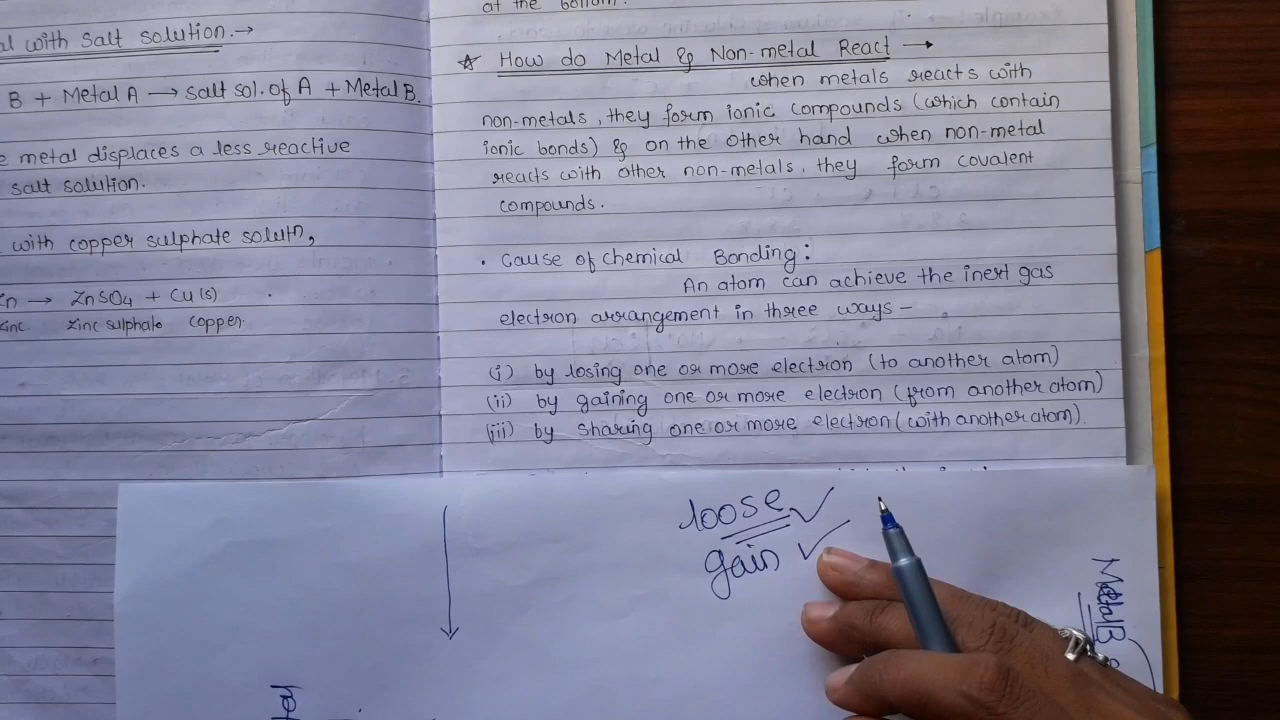 al with salt solution.→
B + Metal A → salt sol. of A + Metal B.
e metal displaces a less reactive
salt solution.
with copper sulphate solutn,
Zn → ZnSO4 + Cu(s)
zinc zinc sulphate copper.
at the bottom.
☆ How do Metal & Non-metal React →
when metals reacts with
non-metals, they form ionic compounds (which contain
ionic bonds) & on the other hand when non-metal
reacts with other non-metals, they form covalent
compounds.
• Cause of chemical Bonding:
An atom can achieve the inert gas
electron arrangement in three ways -
(i) by losing one or more electron (to another atom)
(ii) by gaining one or more electron (from another atom)
(iii) by sharing one or more electron (with another atom).
loose ✓
gain ✓
Metal B